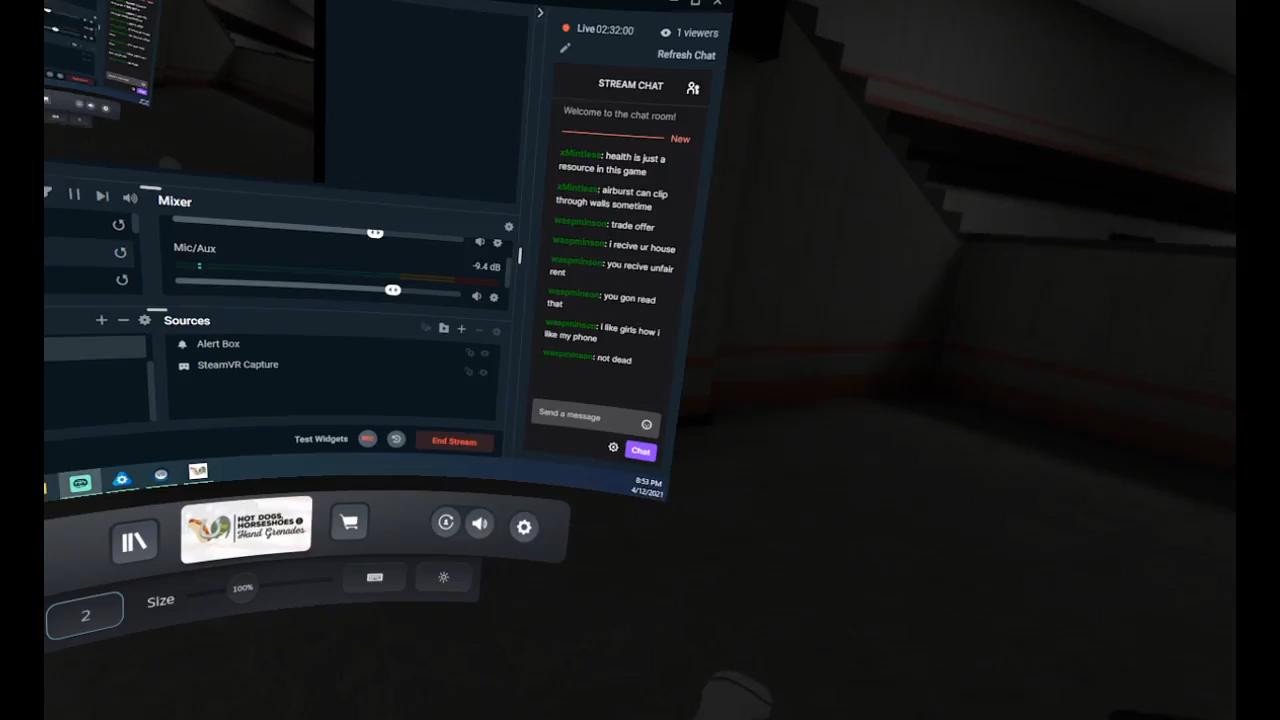 Live 02:32:00
1 viewers
Refresh Chat
STREAM CHAT
Welcome to the chat room!
New
xMintless: health is just a
resource in this game
xMintless: airburst can clip
through walls sometime
waspminson: trade offer
waspminson: i recive ur house
waspminson: you recive unfair
rent
waspminson: you gon read
that
waspminson: i like girls how i
like my phone
waspminson: not dead
Send a message
Chat
Mixer
Mic/Aux
-9.4 dB
Sources
Alert Box
SteamVR Capture
Test Widgets
REC
End Stream
8:53 PM
4/12/2021
HOT DOGS,
HORSESHOES &
Hand Grenades
2
Size
100%